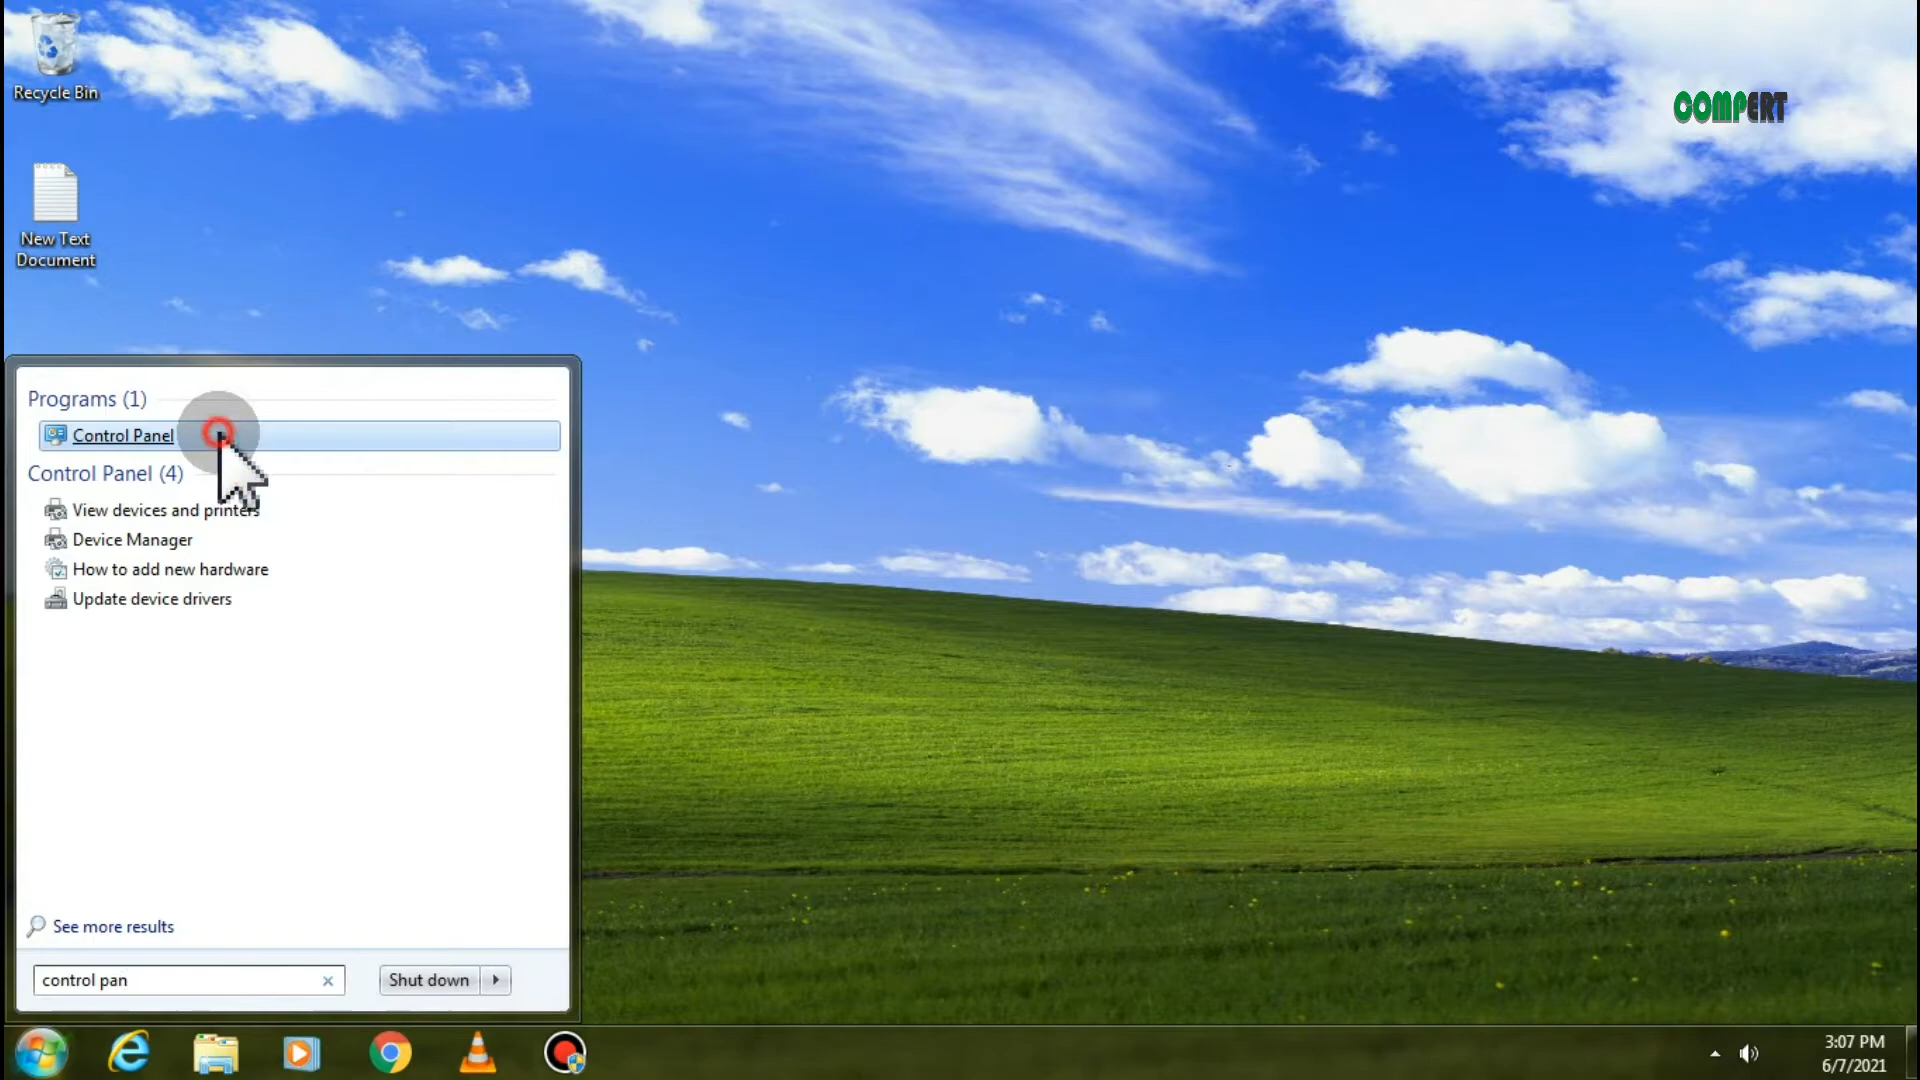 Recycle Bin
COMPERT
New Text
Document
Programs (1)
Control Panel
Control Panel (4)
View devices and printers
Device Manager
How to add new hardware
Update device drivers
See more results
control pan
Shut down
3:07 PM
6/7/2021